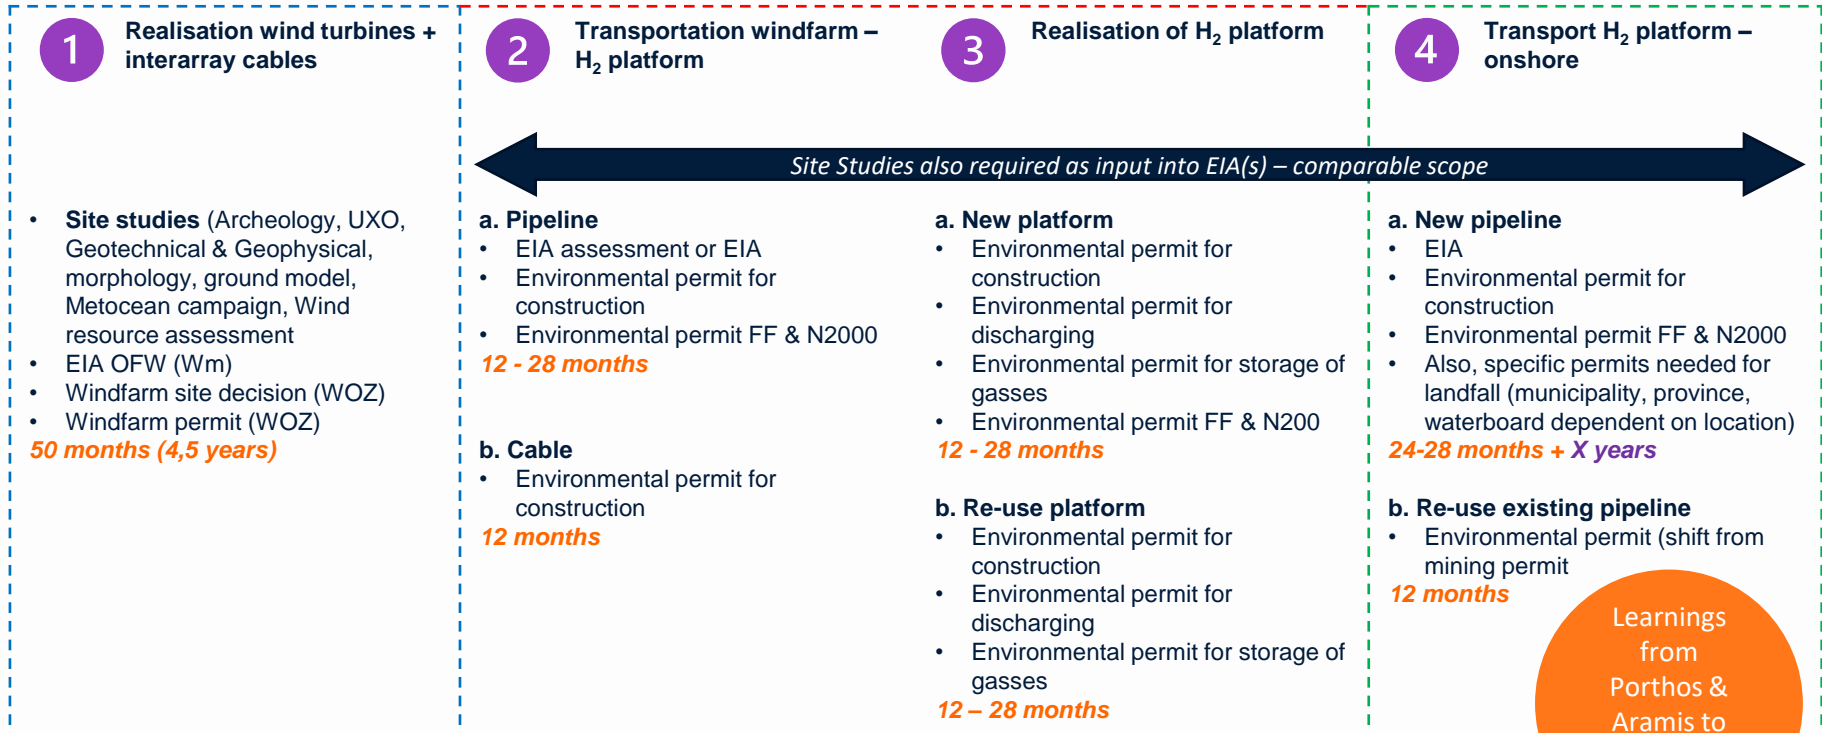 1
Realisation wind turbines +
interarray cables
2
Transportation windfarm –
H2 platform
3
Realisation of H2 platform
4
Transport H2 platform –
onshore
Site Studies also required as input into EIA(s) – comparable scope
• Site studies (Archeology, UXO,
Geotechnical & Geophysical,
morphology, ground model,
Metocean campaign, Wind
resource assessment
• EIA OFW (Wm)
• Windfarm site decision (WOZ)
• Windfarm permit (WOZ)
50 months (4,5 years)
a. Pipeline
• EIA assessment or EIA
• Environmental permit for
construction
• Environmental permit FF & N2000
12 - 28 months
b. Cable
• Environmental permit for
construction
12 months
a. New platform
• Environmental permit for
construction
• Environmental permit for
discharging
• Environmental permit for storage of
gasses
• Environmental permit FF & N200
12 - 28 months
b. Re-use platform
• Environmental permit for
construction
• Environmental permit for
discharging
• Environmental permit for storage of
gasses
12 – 28 months
a. New pipeline
• EIA
• Environmental permit for
construction
• Environmental permit FF & N2000
• Also, specific permits needed for
landfall (municipality, province,
waterboard dependent on location)
24-28 months + X years
b. Re-use existing pipeline
• Environmental permit (shift from
mining permit
12 months
Learnings
from
Porthos &
Aramis to